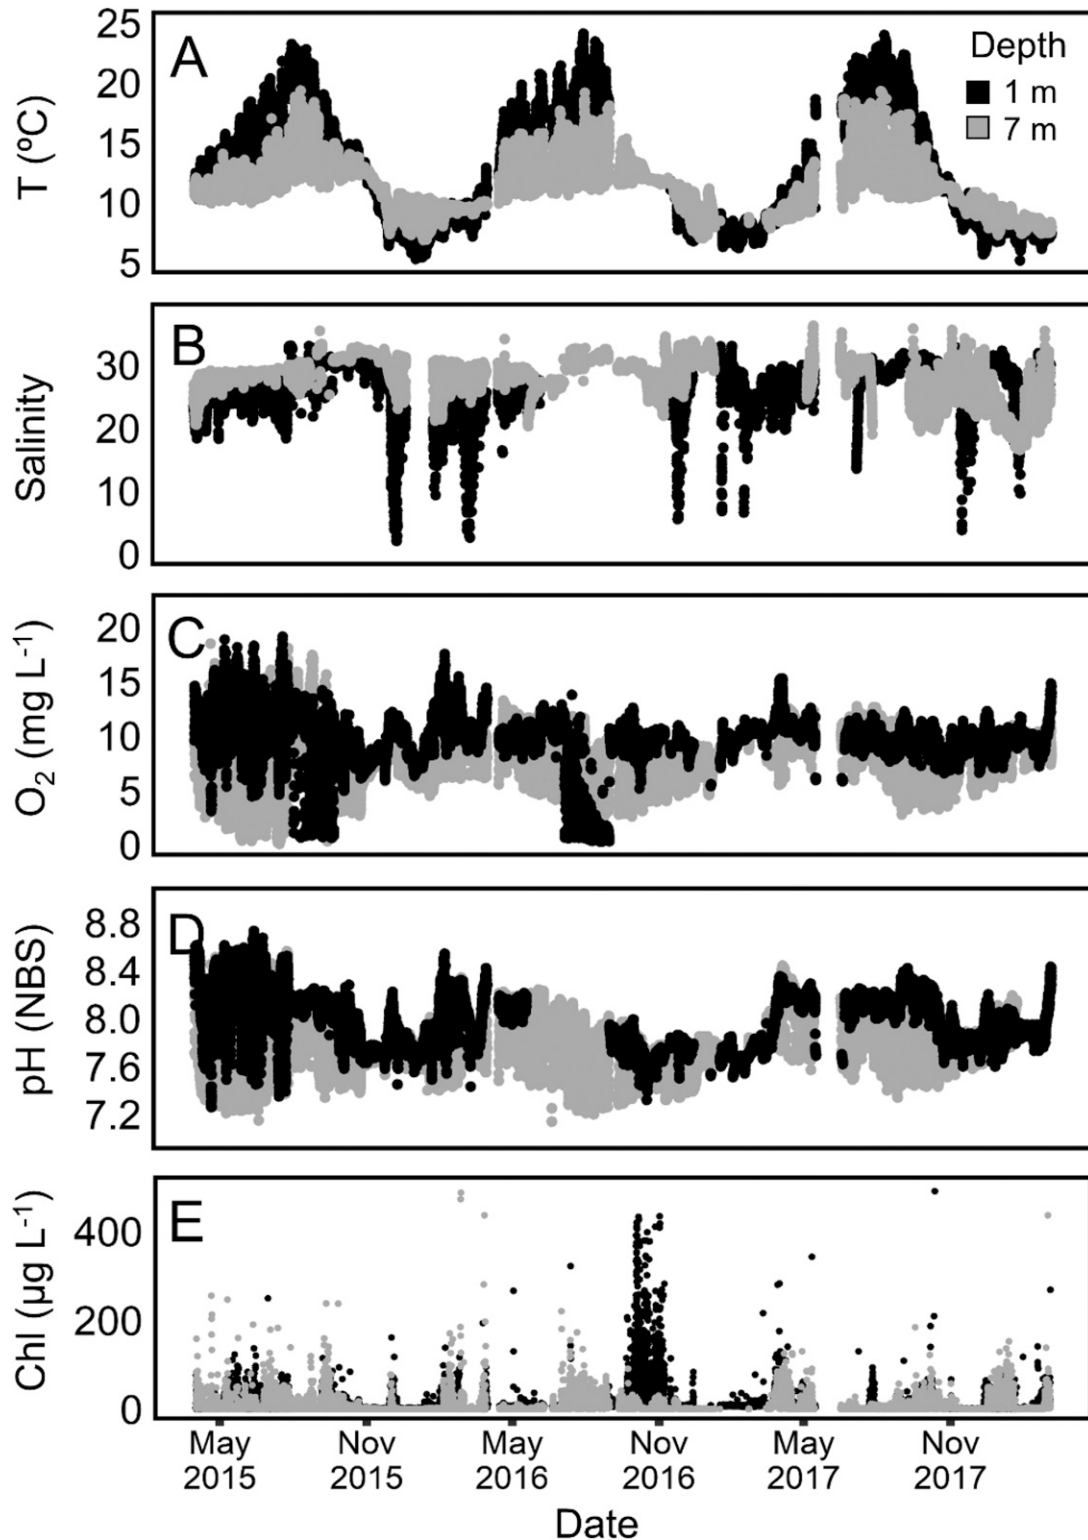 A
T (ºC)
25
20
15
10
5
Depth
1 m
7 m
B
Salinity
30
20
10
0
C
O₂ (mg L⁻¹)
20
15
10
5
0
D
pH (NBS)
8.8
8.4
8.0
7.6
7.2
E
Chl (µg L⁻¹)
400
200
0
May Nov May Nov May Nov
2015 2015 2016 2016 2017 2017
Date